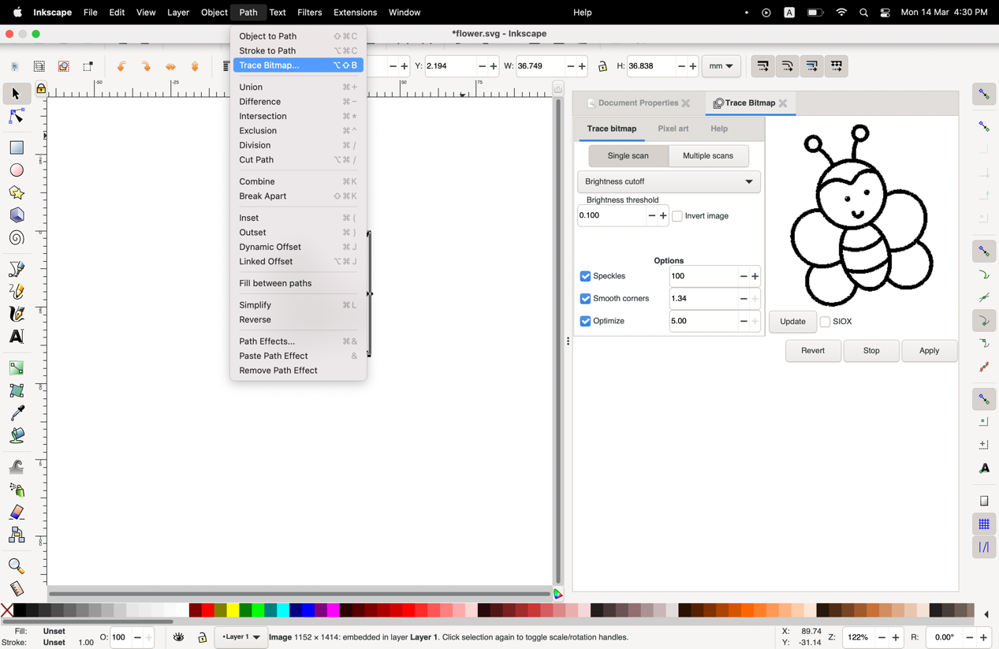 Inkscape File Edit View Layer Object Path Text Filters Extensions Window Help A Mon 14 Mar 4:30 PM
*flower.svg - Inkscape
Y: 2.194 W: 36.749 H: 36.838 mm
Object to Path ⇧⌘C
Stroke to Path ⌥⌘C
Trace Bitmap... ⌥⇧B
Union ⌘+
Difference ⌘−
Intersection ⌘*
Exclusion ⌘^
Division ⌘/
Cut Path ⌥⌘/
Combine ⌘K
Break Apart ⇧⌘K
Inset ⌘(
Outset ⌘)
Dynamic Offset ⌘J
Linked Offset ⌥⌘J
Fill between paths
Simplify ⌘L
Reverse
Path Effects... ⌘&
Paste Path Effect &
Remove Path Effect
-50 -25 50 75
Document Properties Trace Bitmap
Trace bitmap Pixel art Help
Single scan Multiple scans
Brightness cutoff
Brightness threshold
0.100 Invert image
Options
Speckles 100
Smooth corners 1.34
Optimize 5.00
Update SIOX
Revert Stop Apply
Fill: Unset
Stroke: Unset 1.00
O: 100
•Layer 1
Image 1152 × 1414: embedded in layer Layer 1. Click selection again to toggle scale/rotation handles.
X: 89.74
Y: -31.14
Z: 122%
R: 0.00°